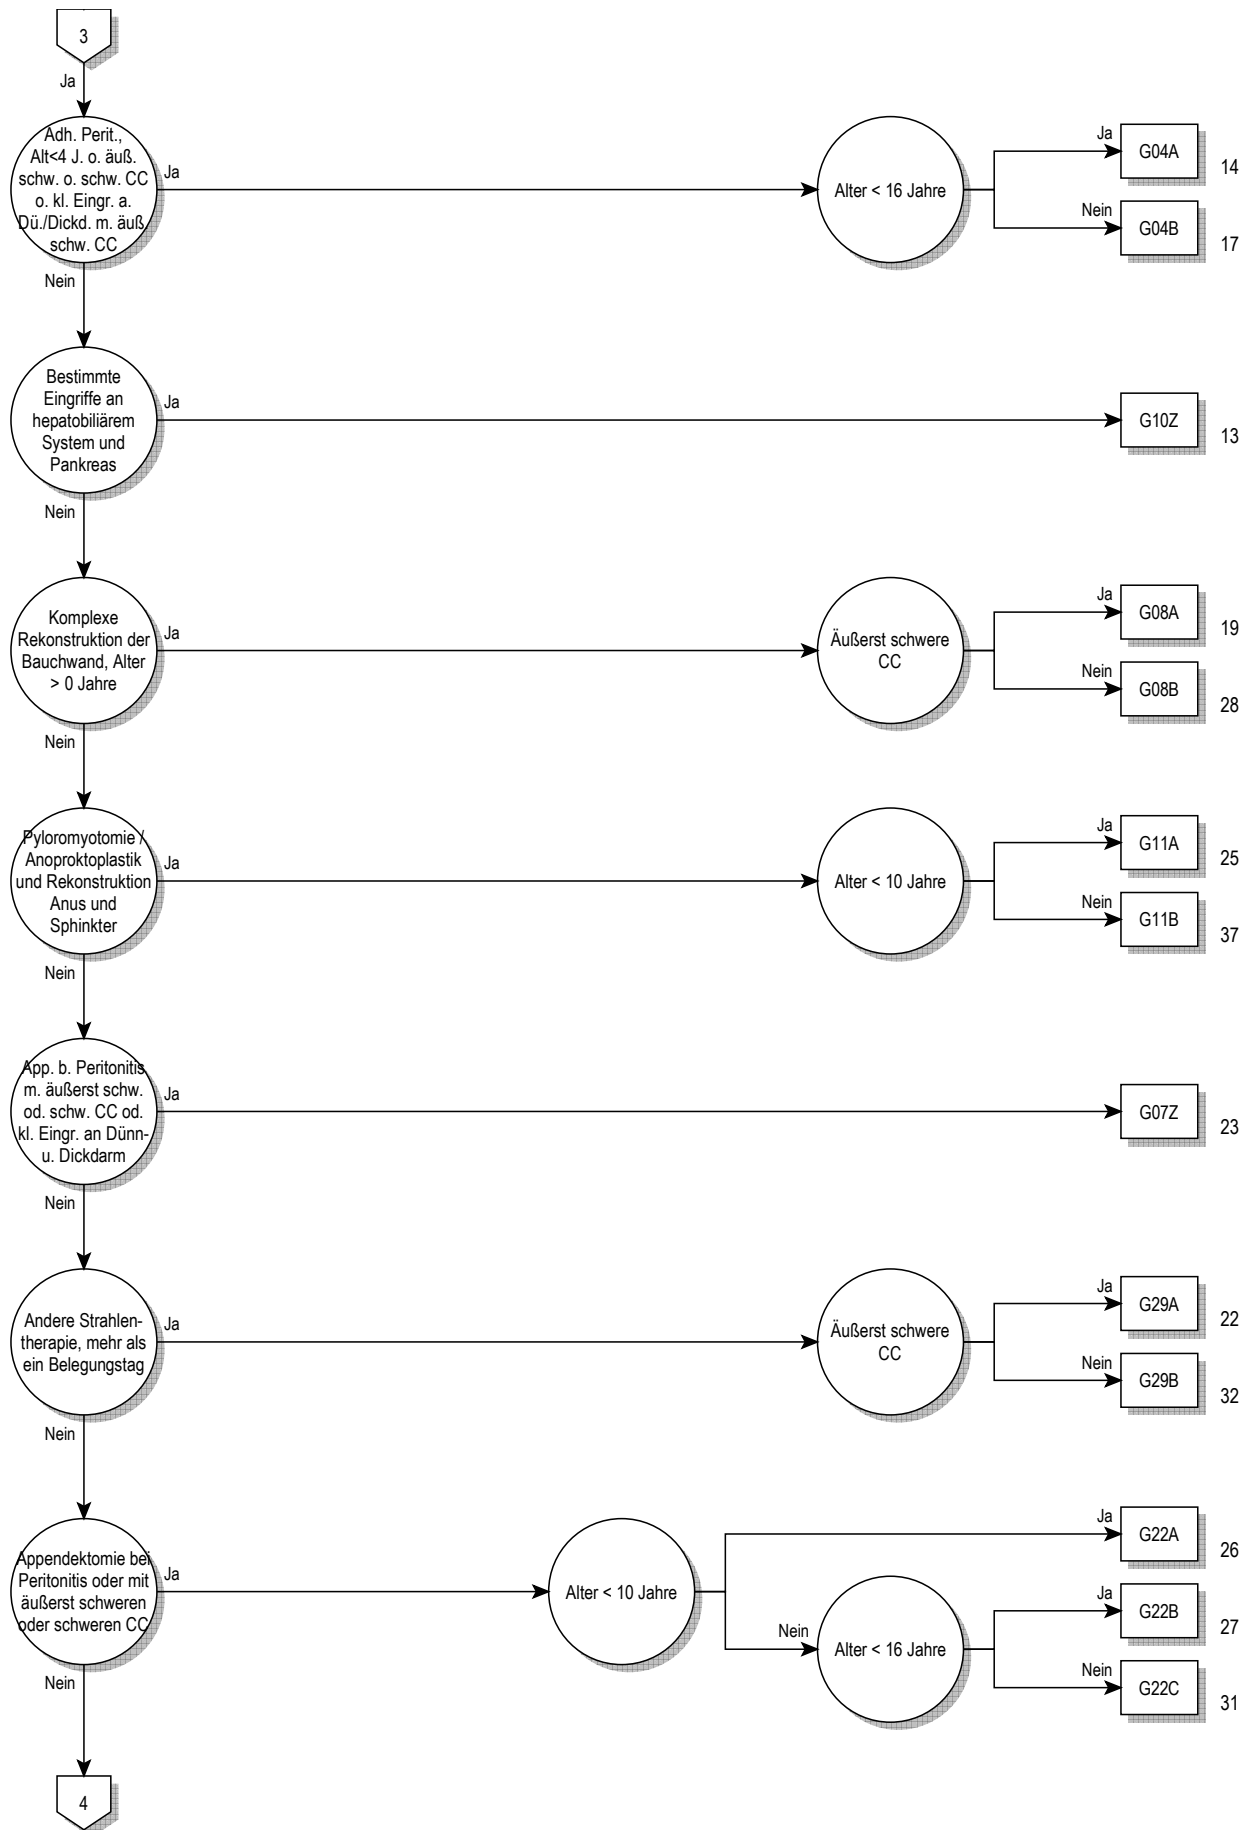 3
Ja
Adh. Perit.,
Alt<4 J. o. äuß.
schw. o. schw. CC
o. kl. Eingr. a.
Dü./Dickd. m. äuß.
schw. CC
Ja
Alter < 16 Jahre
Ja
G04A
14
Nein
G04B
17
Nein
Bestimmte
Eingriffe an
hepatobiliärem
System und
Pankreas
Ja
G10Z
13
Nein
Komplexe
Rekonstruktion der
Bauchwand, Alter
> 0 Jahre
Ja
Äußerst schwere
CC
Ja
G08A
19
Nein
G08B
28
Nein
Pyloromyotomie /
Anoproktoplastik
und Rekonstruktion
Anus und
Sphinkter
Ja
Alter < 10 Jahre
Ja
G11A
25
Nein
G11B
37
Nein
App. b. Peritonitis
m. äußerst schw.
od. schw. CC od.
kl. Eingr. an Dünn-
u. Dickdarm
Ja
G07Z
23
Nein
Andere Strahlen-
therapie, mehr als
ein Belegungstag
Ja
Äußerst schwere
CC
Ja
G29A
22
Nein
G29B
32
Nein
Appendektomie bei
Peritonitis oder mit
äußerst schweren
oder schweren CC
Ja
Alter < 10 Jahre
Ja
G22A
26
Nein
Alter < 16 Jahre
Ja
G22B
27
Nein
G22C
31
Nein
4